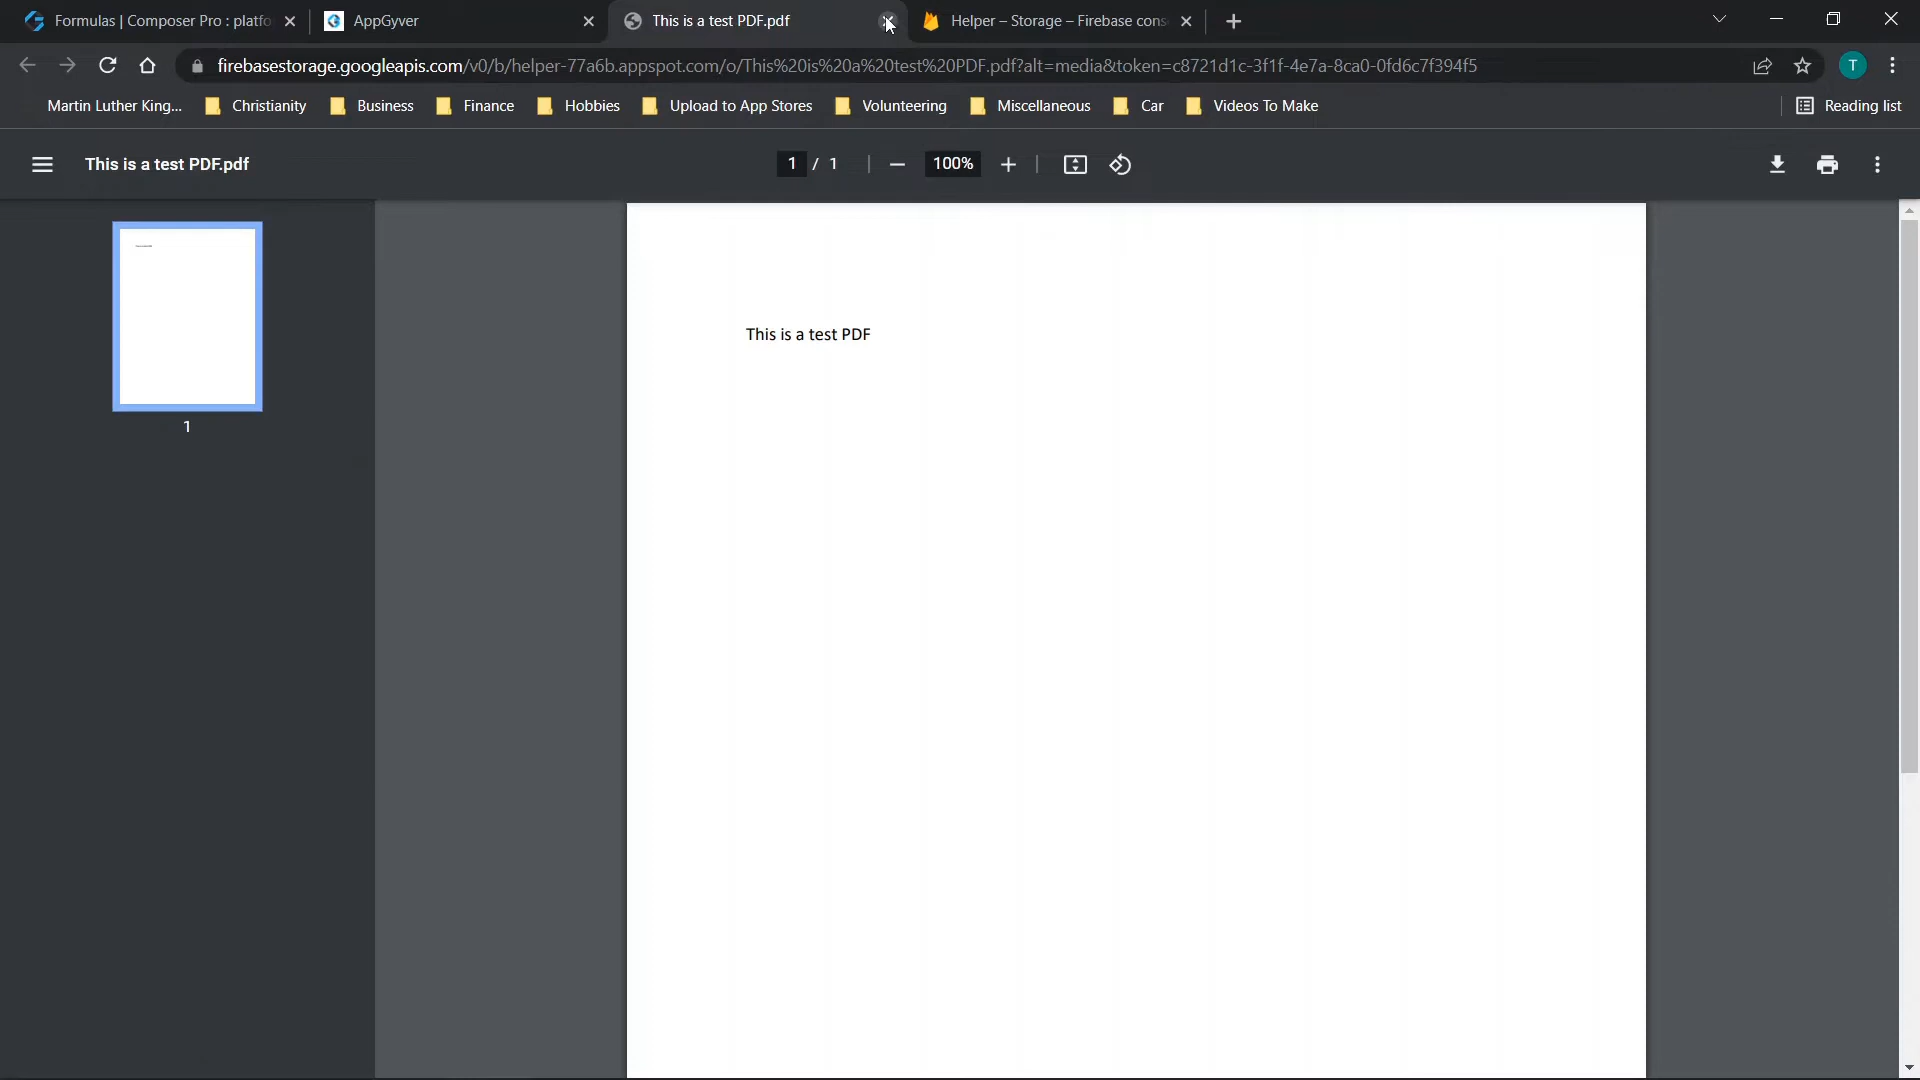 Formulas | Composer Pro : platfo
AppGyver
This is a test PDF.pdf
Helper – Storage – Firebase cons
firebasestorage.googleapis.com/v0/b/helper-77a6b.appspot.com/o/This%20is%20a%20test%20PDF.pdf?alt=media&token=c8721d1c-3f1f-4e7a-8ca0-0fd6c7f394f5
T
Martin Luther King...
Christianity
Business
Finance
Hobbies
Upload to App Stores
Volunteering
Miscellaneous
Car
Videos To Make
Reading list
This is a test PDF.pdf
1 / 1
100%
1
This is a test PDF